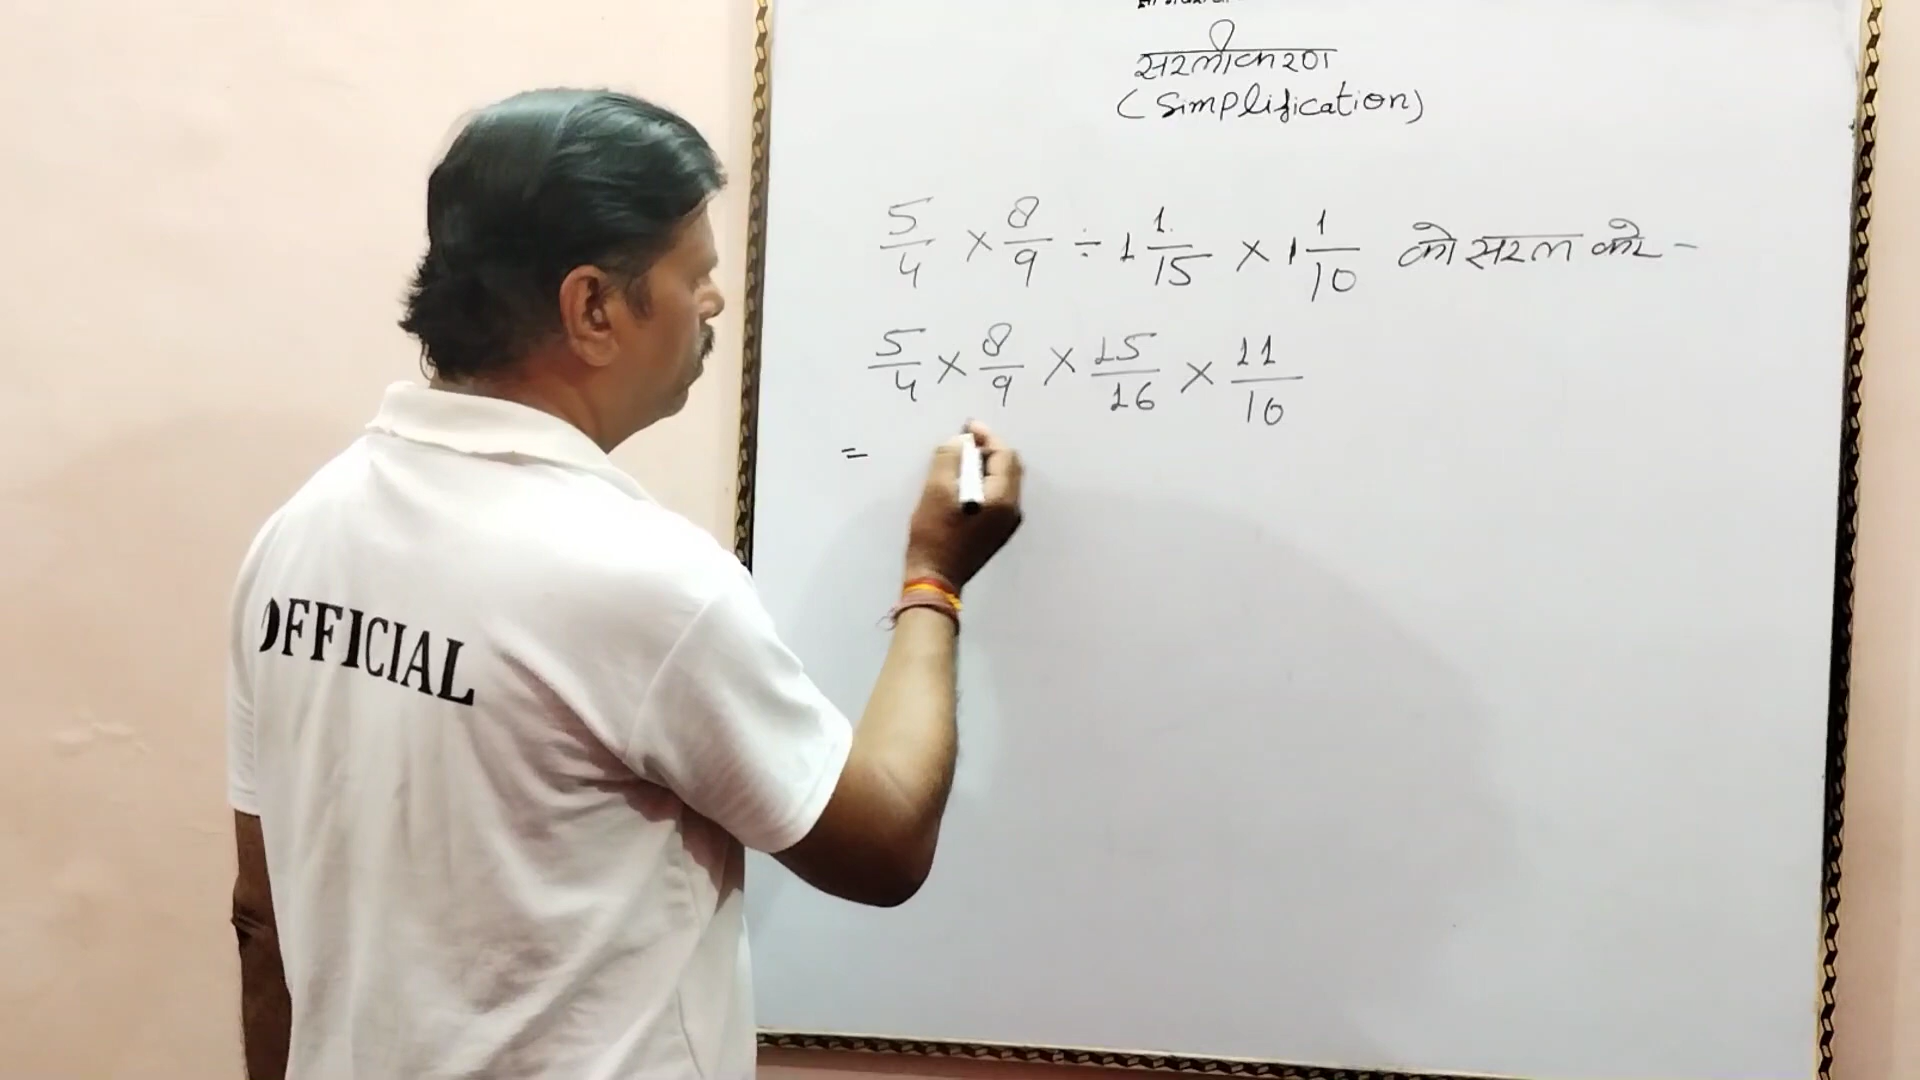 सरलीकरण
(Simplification)
5/4 × 8/9 ÷ 1 1/15 × 1 1/10 को सरल करे -
5/4 × 8/9 × 15/16 × 11/10
=
OFFICIAL